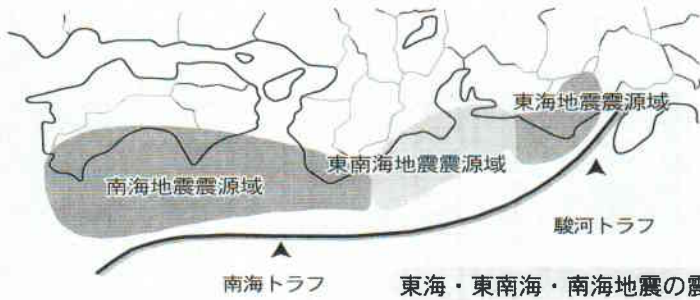 東海地震震源域
東南海地震震源域
南海地震震源域
駿河トラフ
南海トラフ
東海・東南海・南海地震の震